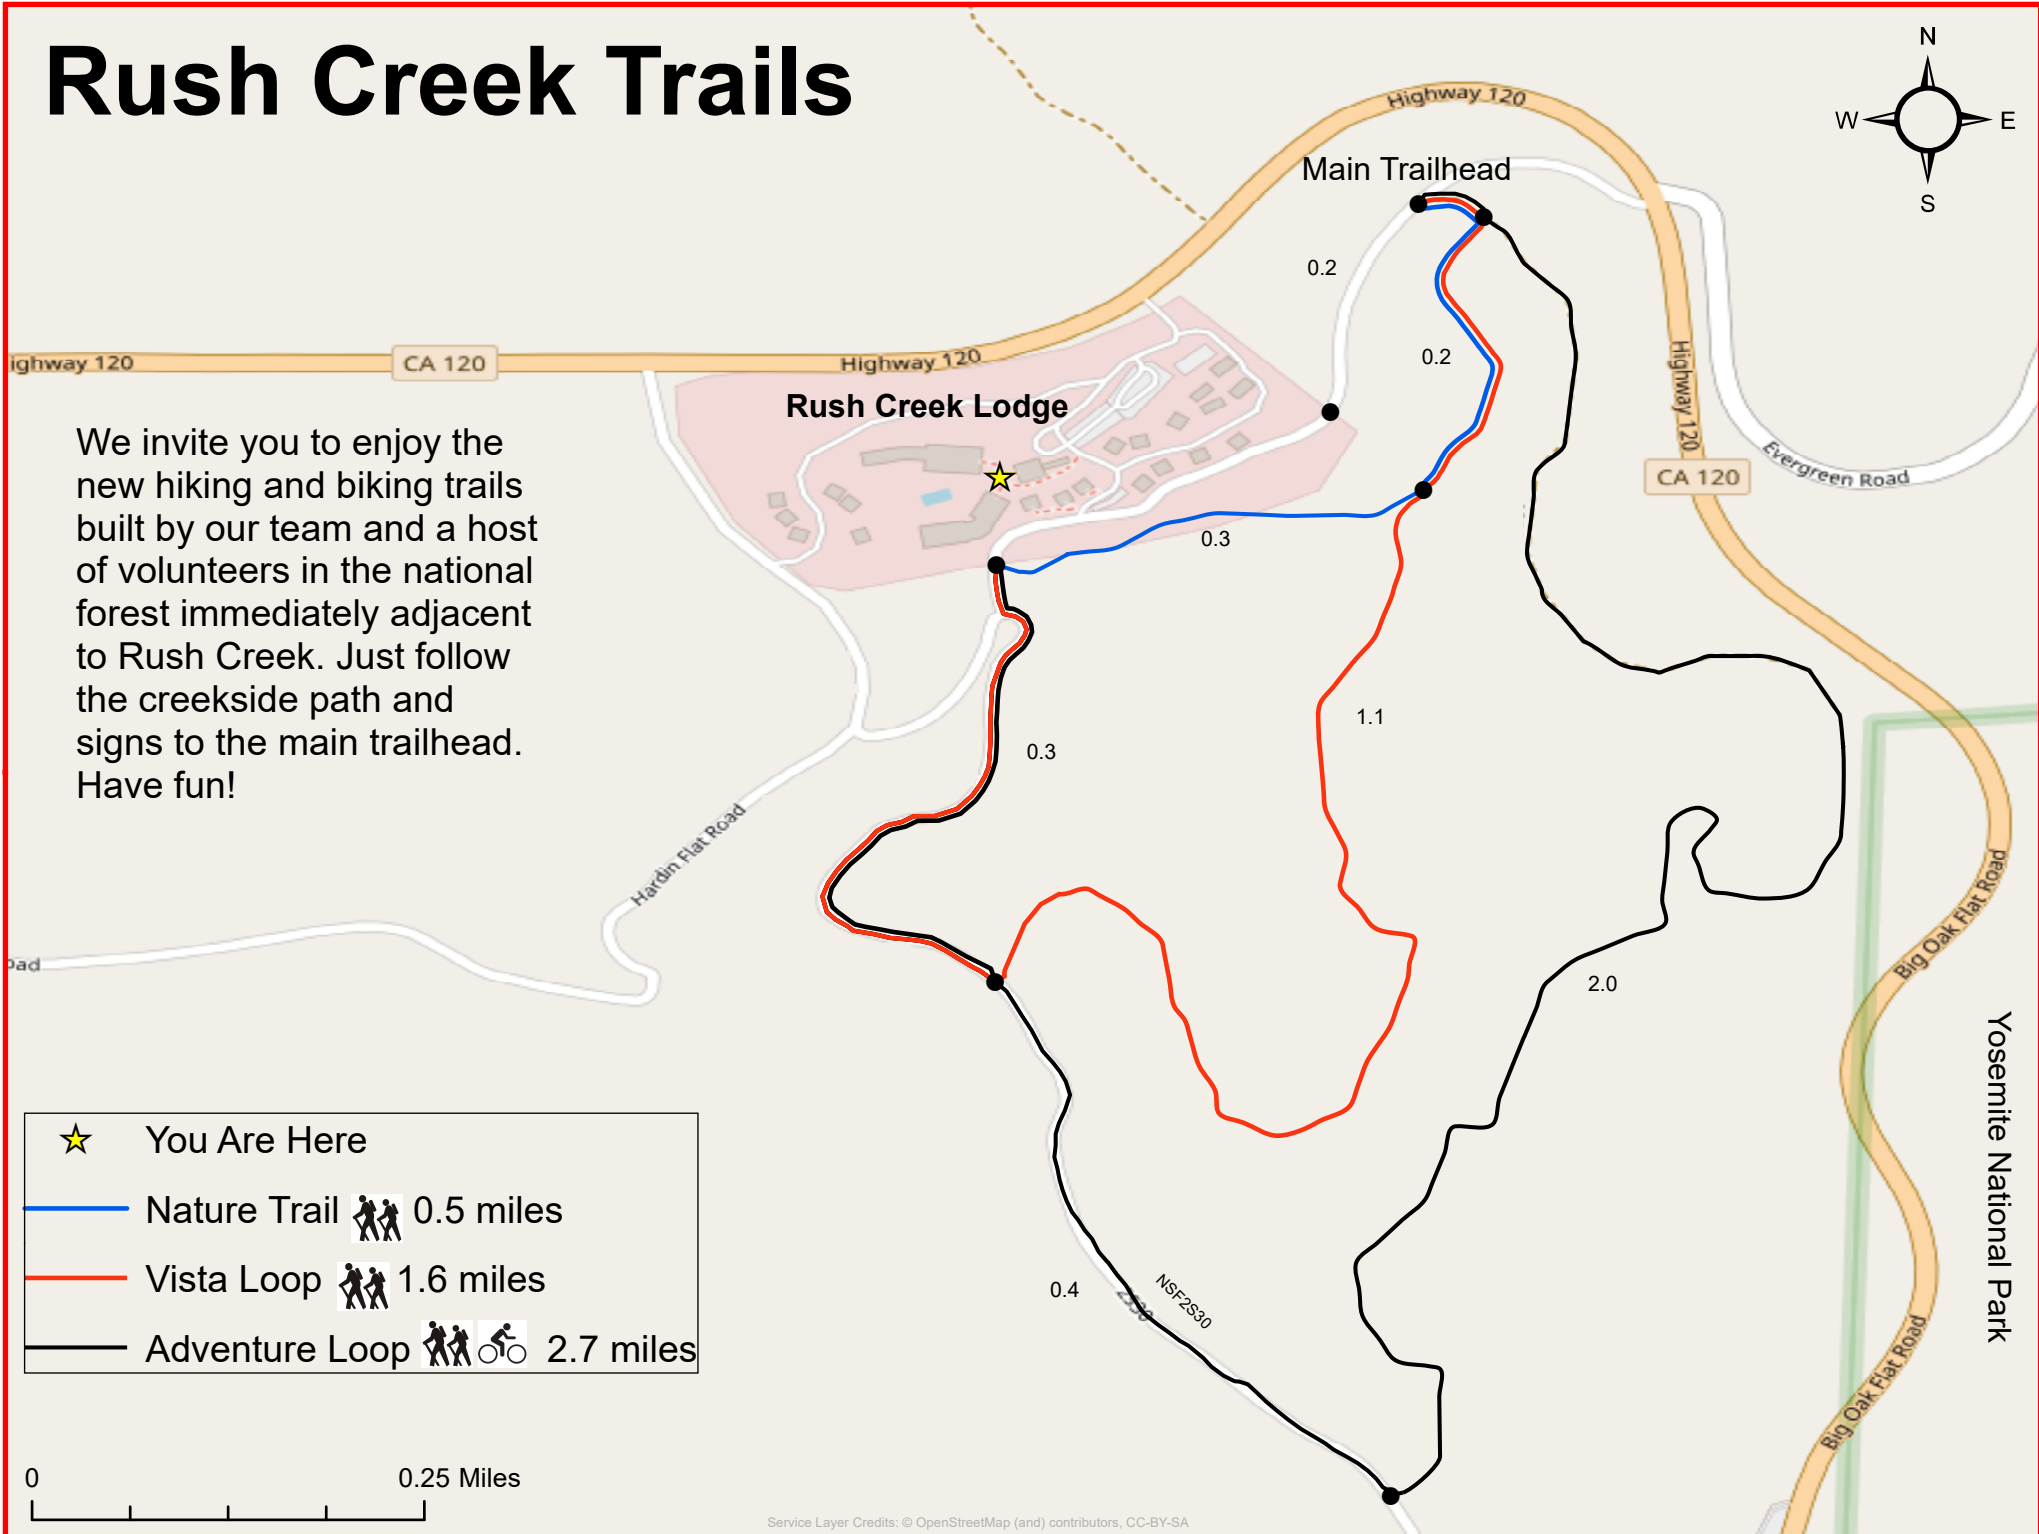 Rush Creek Trails
N
W
E
S
Highway 120
Main Trailhead
0.2
0.2
ighway 120
CA 120
Highway 120
Highway 120
Rush Creek Lodge
We invite you to enjoy the
new hiking and biking trails
built by our team and a host
of volunteers in the national
forest immediately adjacent
to Rush Creek. Just follow
the creekside path and
signs to the main trailhead.
Have fun!
CA 120
Evergreen Road
0.3
1.1
0.3
Hardin Flat Road
oad
Big Oak Flat Road
2.0
Yosemite National Park
0.4
2S30
NSF2S30
Big Oak Flat Road
You Are Here
Nature Trail 0.5 miles
Vista Loop 1.6 miles
Adventure Loop 2.7 miles
0 0.25 Miles
Service Layer Credits: © OpenStreetMap (and) contributors, CC-BY-SA